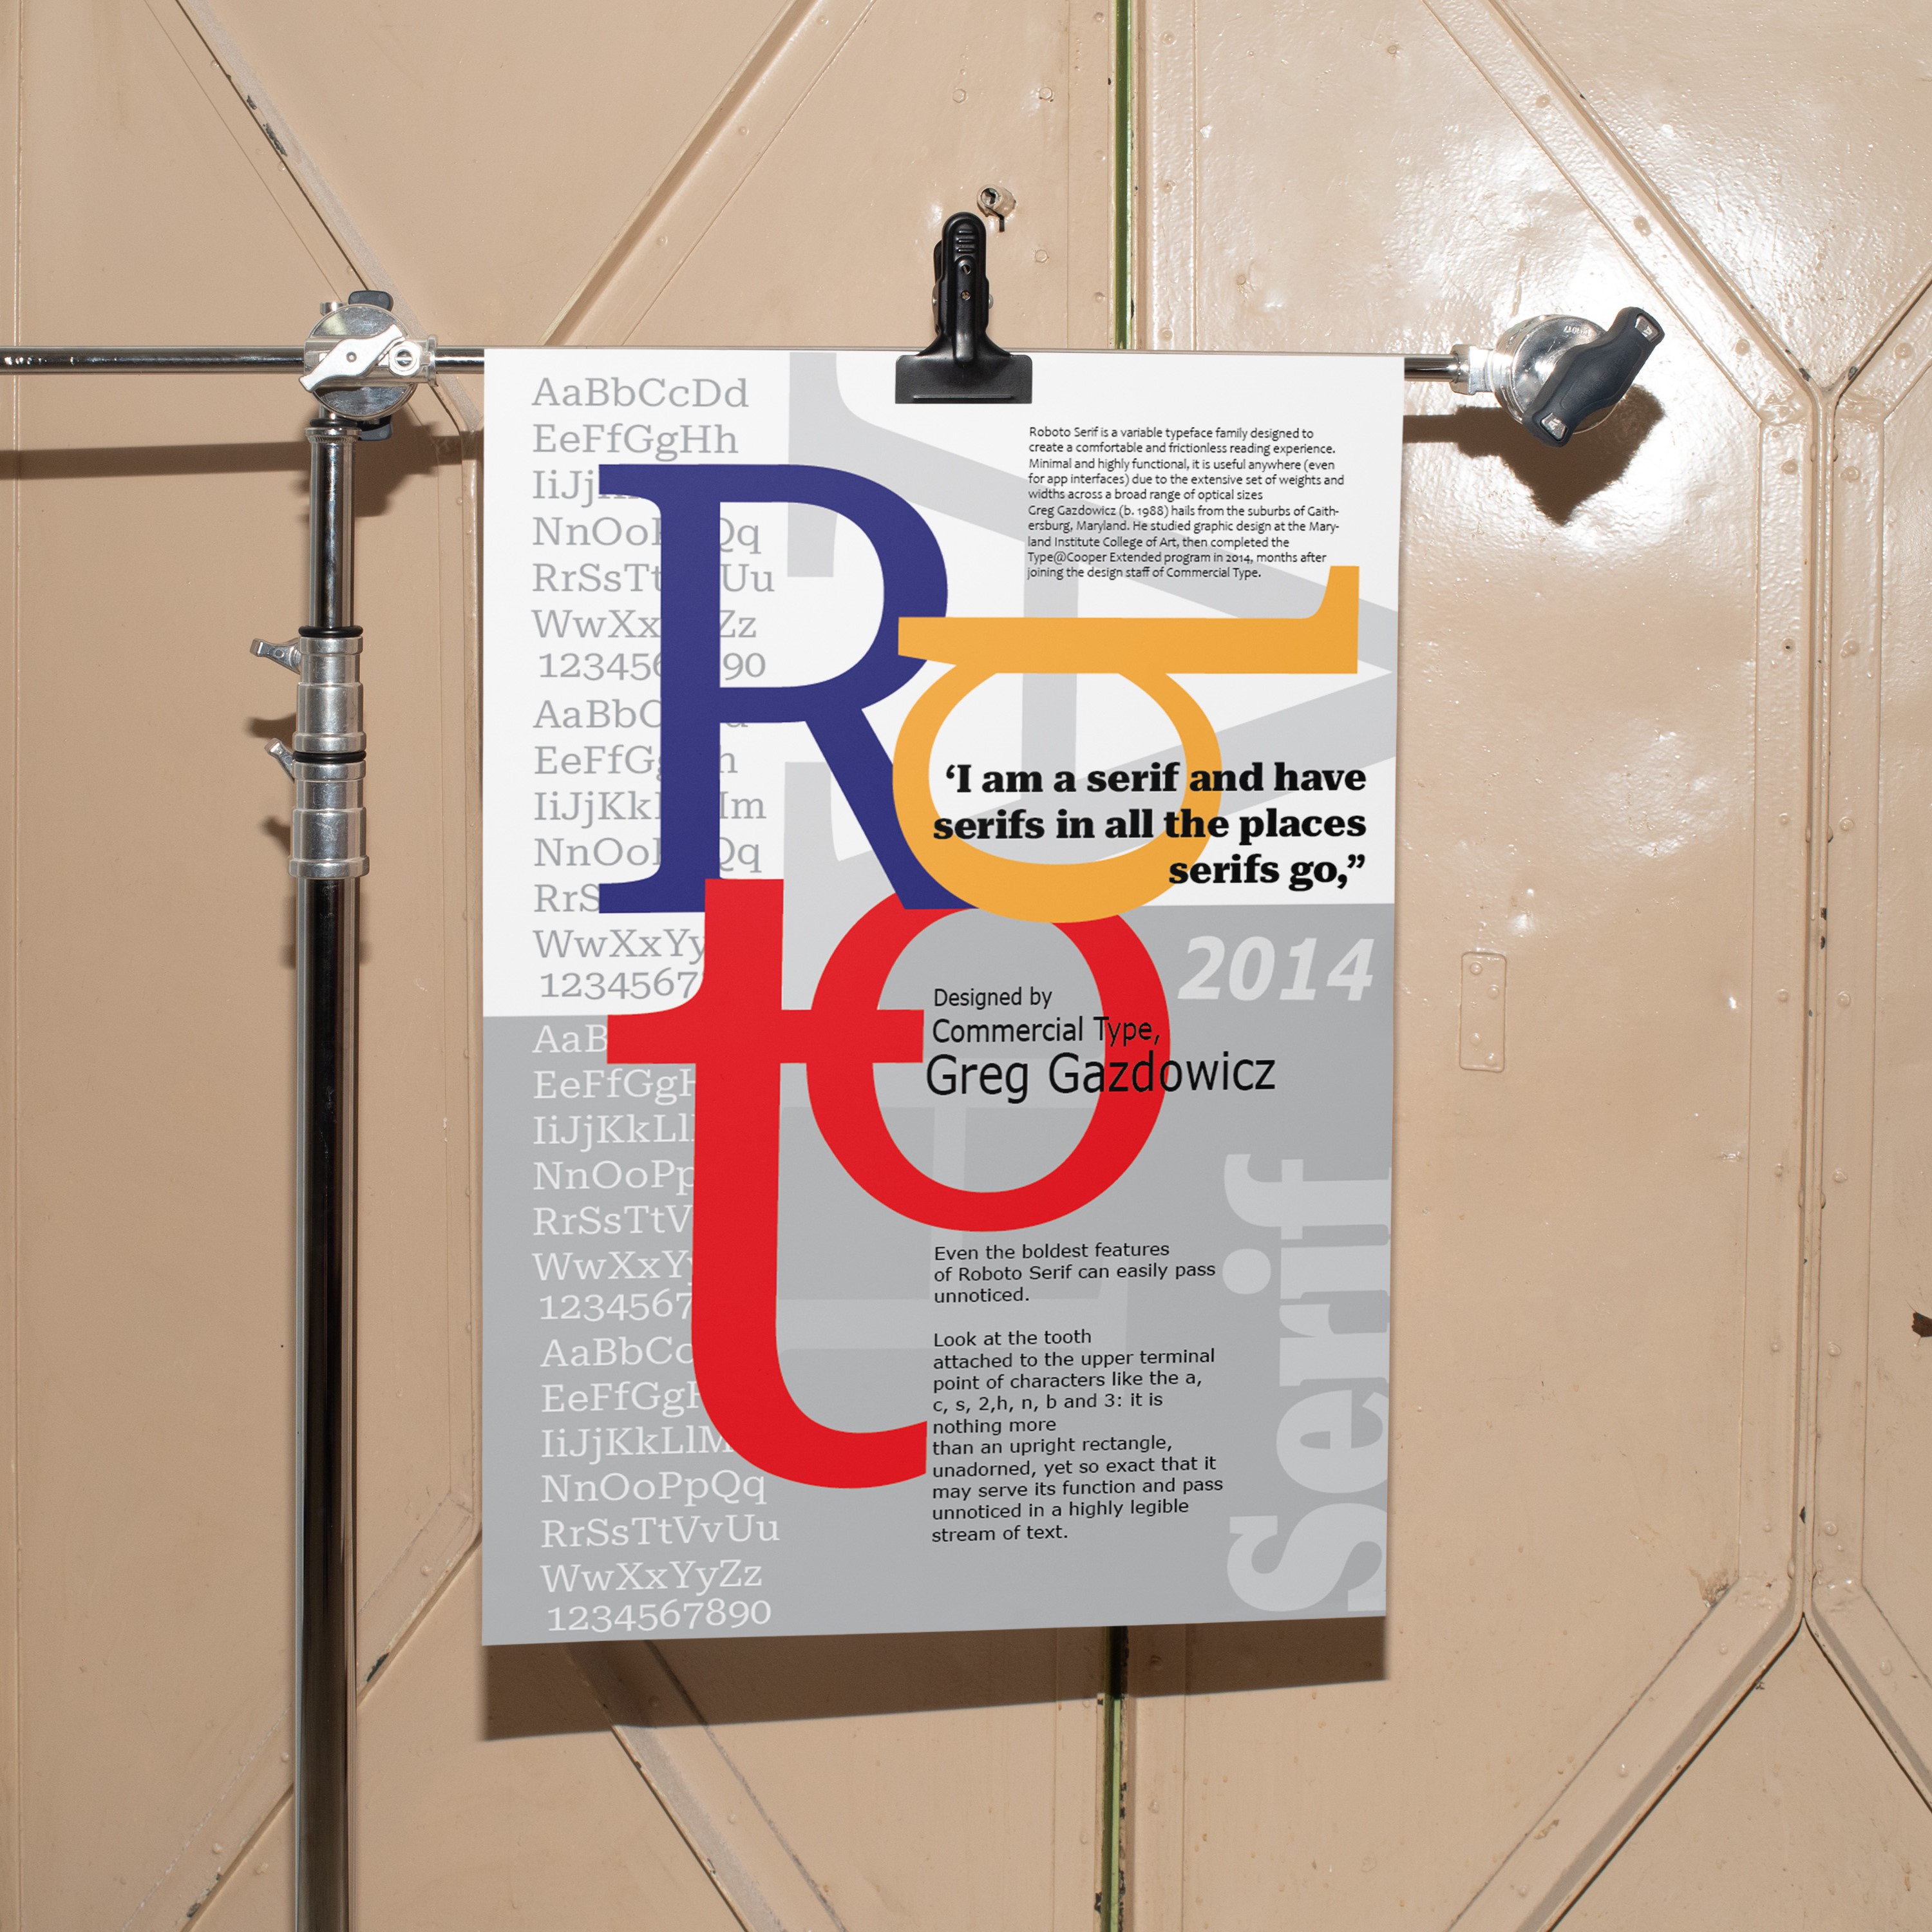 AaBbCcDd
EeFfGgHh
IiJj
NnOo Qq
RrSsTt Uu
WwXx Zz
123456 90
AaBbC
EeFfG h
IiJjKk m
NnOo Qq
RrS
WwXxYy
1234567
AaB
EeFfGg
IiJjKkLl
NnOoPp
RrSsTtV
WwXxYy
1234567
AaBbCc
EeFfGg
IiJjKkLlM
NnOoPpQq
RrSsTtVvUu
WwXxYyZz
1234567890
Roboto Serif is a variable typeface family designed to
create a comfortable and frictionless reading experience.
Minimal and highly functional, it is useful anywhere (even
for app interfaces) due to the extensive set of weights and
widths across a broad range of optical sizes
Greg Gazdowicz (b. 1988) hails from the suburbs of Gaith-
ersburg, Maryland. He studied graphic design at the Mary-
land Institute College of Art, then completed the
Type@Cooper Extended program in 2014, months after
joining the design staff of Commercial Type.
R
b
to
‘I am a serif and have
serifs in all the places
serifs go,”
2014
Designed by
Commercial Type,
Greg Gazdowicz
Even the boldest features
of Roboto Serif can easily pass
unnoticed.
Look at the tooth
attached to the upper terminal
point of characters like the a,
c, s, 2,h, n, b and 3: it is
nothing more
than an upright rectangle,
unadorned, yet so exact that it
may serve its function and pass
unnoticed in a highly legible
stream of text.
Serif